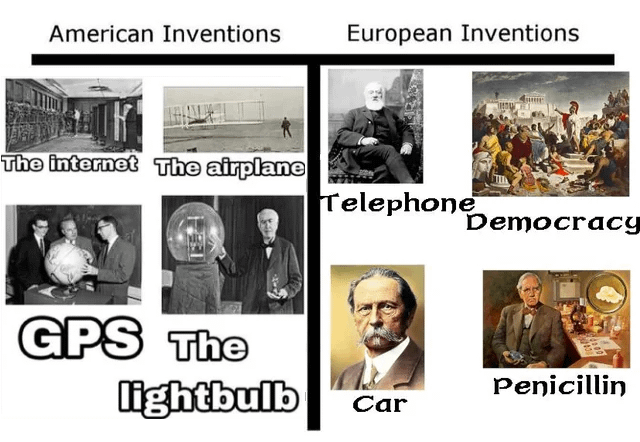 American Inventions
European Inventions
The internet
The airplane
GPS
The
lightbulb
Telephone
Democracy
Car
Penicillin